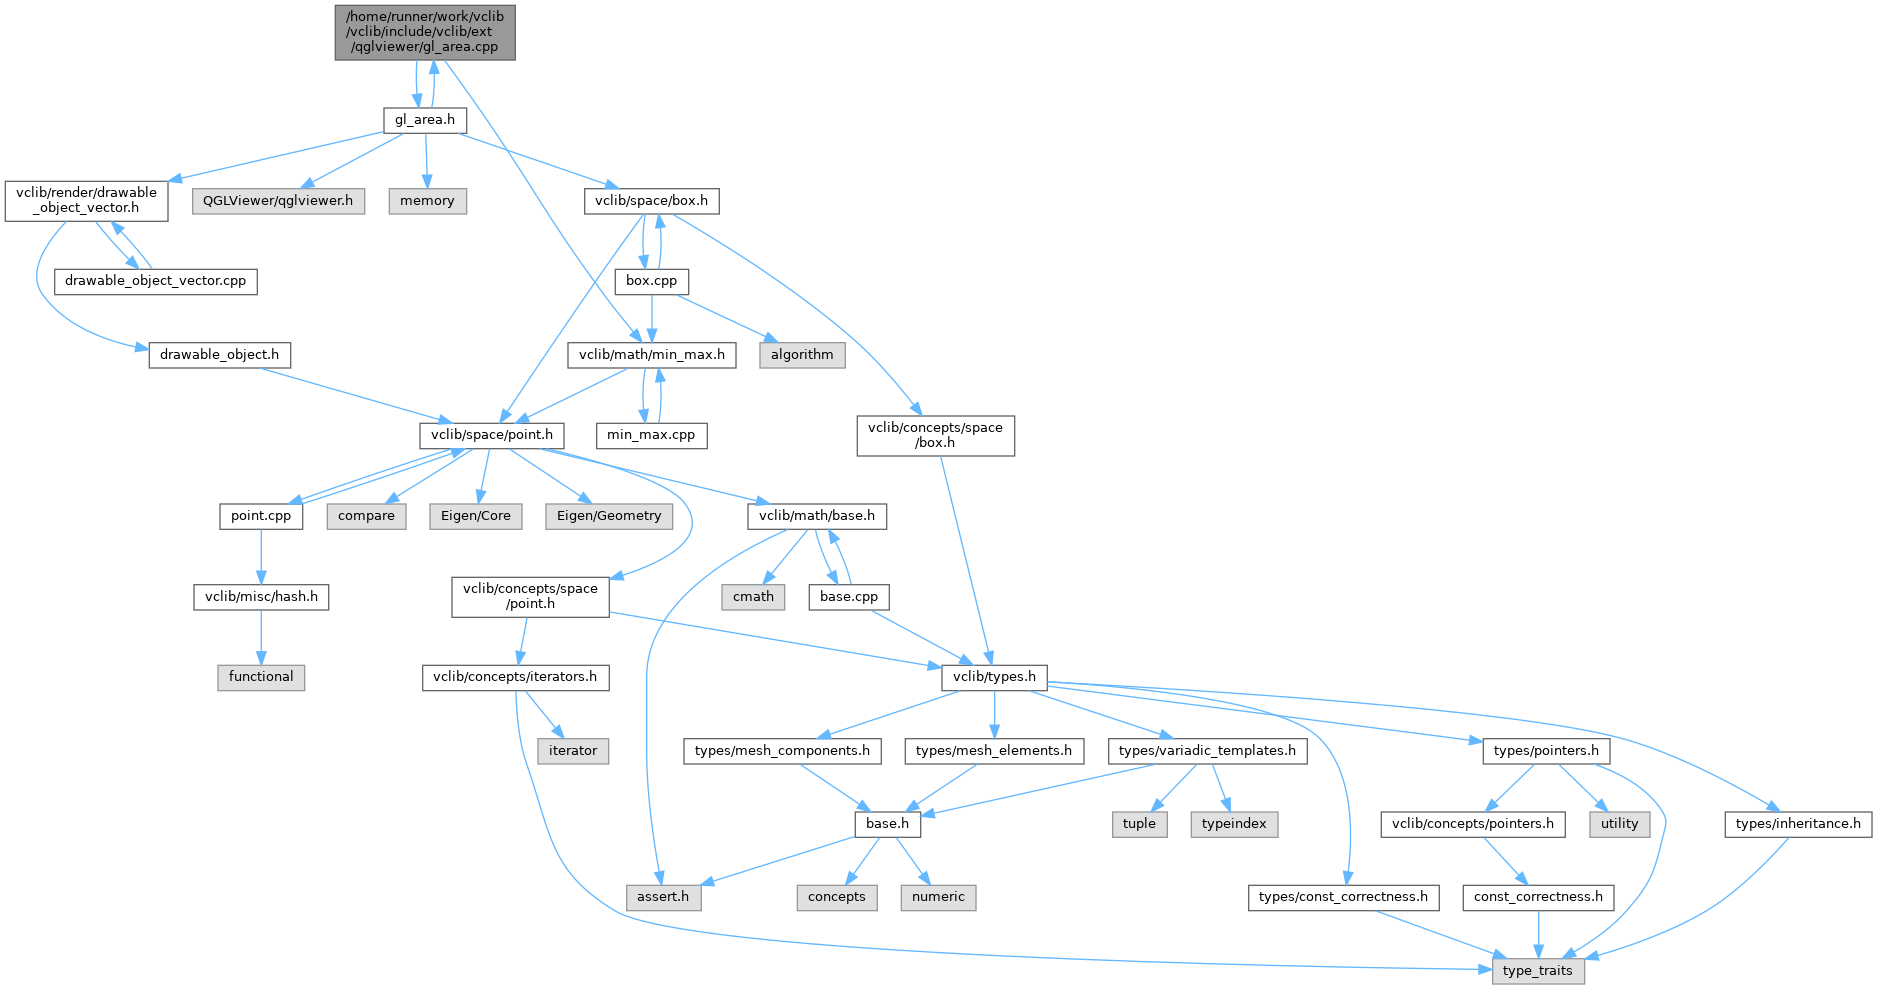 /home/runner/work/vclib
/vclib/include/vclib/ext
/qglviewer/gl_area.cpp
gl_area.h
vclib/render/drawable
_object_vector.h
QGLViewer/qglviewer.h
memory
vclib/space/box.h
drawable_object_vector.cpp
box.cpp
drawable_object.h
vclib/math/min_max.h
algorithm
vclib/space/point.h
min_max.cpp
vclib/concepts/space
/box.h
point.cpp
compare
Eigen/Core
Eigen/Geometry
vclib/math/base.h
vclib/misc/hash.h
vclib/concepts/space
/point.h
cmath
base.cpp
functional
vclib/concepts/iterators.h
vclib/types.h
iterator
types/mesh_components.h
types/mesh_elements.h
types/variadic_templates.h
types/pointers.h
base.h
tuple
typeindex
vclib/concepts/pointers.h
utility
types/inheritance.h
assert.h
concepts
numeric
types/const_correctness.h
const_correctness.h
type_traits